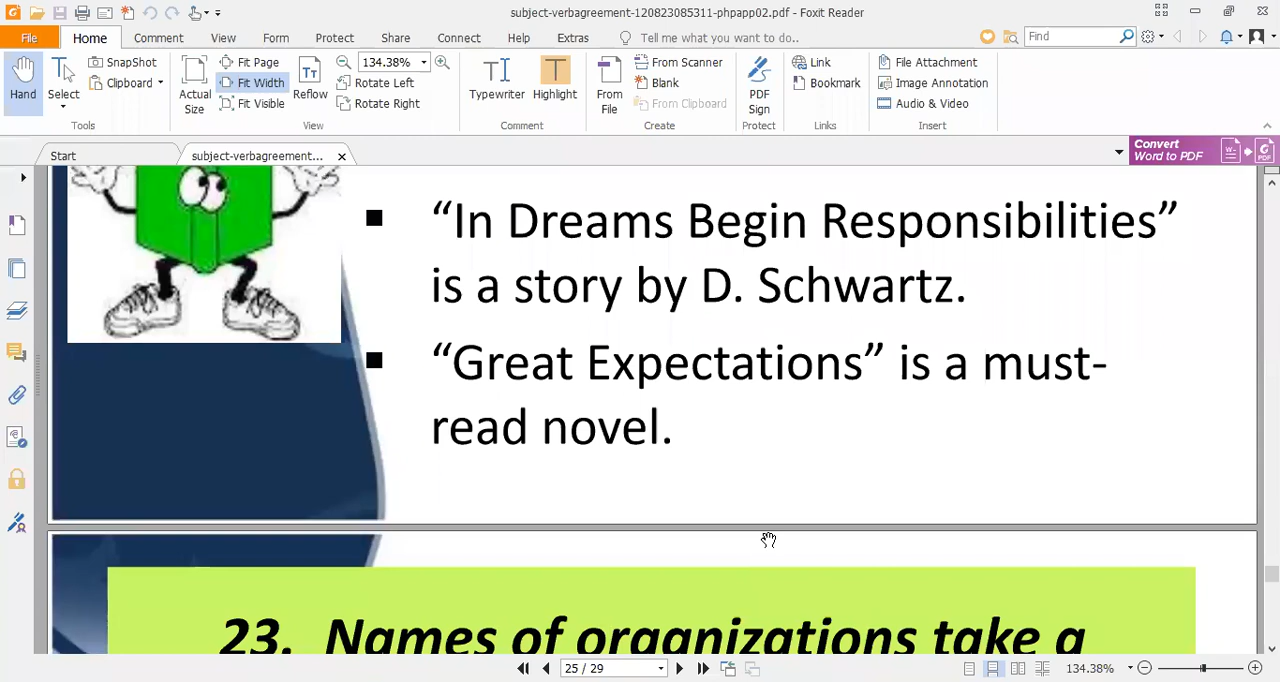 subject-verbagreement-120823085311-phpapp02.pdf - Foxit Reader
File Home Comment View Form Protect Share Connect Help Extras Tell me what you want to do.. Find
SnapShot Fit Page 134.38% From Scanner Link File Attachment
Clipboard Fit Width Blank Bookmark Image Annotation
Hand Select Actual Size Fit Visible Reflow Rotate Left Rotate Right Typewriter Highlight From File From Clipboard PDF Sign Audio & Video
Tools View Comment Create Protect Links Insert
Start subject-verbagreement... Convert
Word to PDF
▪ “In Dreams Begin Responsibilities”
is a story by D. Schwartz.
▪ “Great Expectations” is a must-
read novel.
23. Names of organizations take a
25 / 29 134.38%